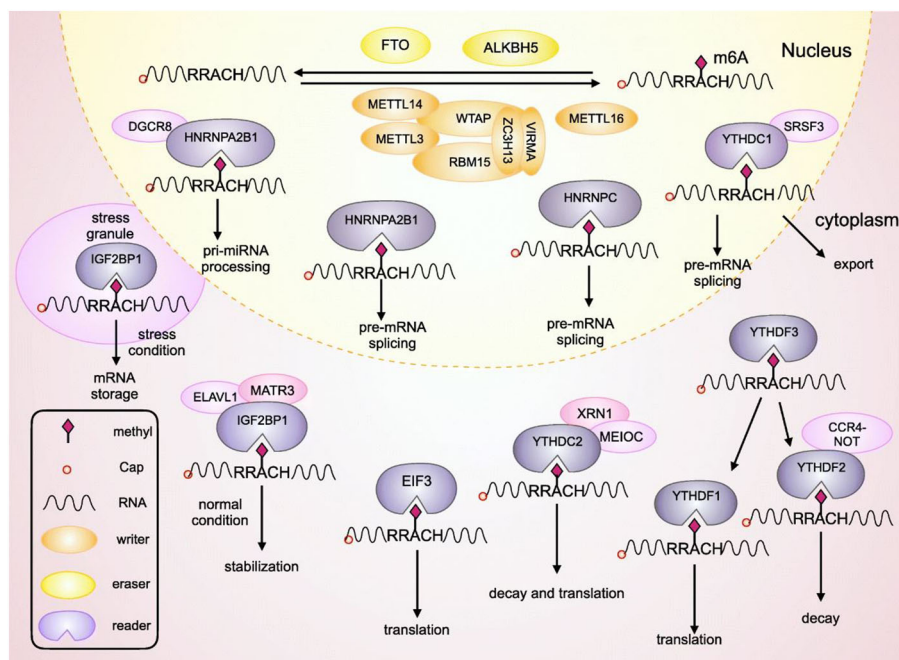 FTO
ALKBH5
Nucleus
m6A
RRACH
RRACH
METTL14
WTAP
METTL16
METTL3
ZC3H13
VIRMA
RBM15
DGCR8
HNRNPA2B1
RRACH
pri-miRNA
processing
HNRNPA2B1
RRACH
pre-mRNA
splicing
HNRNPC
RRACH
pre-mRNA
splicing
SRSF3
YTHDC1
RRACH
pre-mRNA
splicing
cytoplasm
export
stress
granule
IGF2BP1
RRACH
stress
condition
mRNA
storage
ELAVL1
MATR3
IGF2BP1
RRACH
normal
condition
stabilization
EIF3
RRACH
translation
XRN1
MEIOC
YTHDC2
RRACH
decay and translation
YTHDF3
RRACH
YTHDF1
RRACH
translation
CCR4-
NOT
YTHDF2
RRACH
decay
methyl
Cap
RNA
writer
eraser
reader